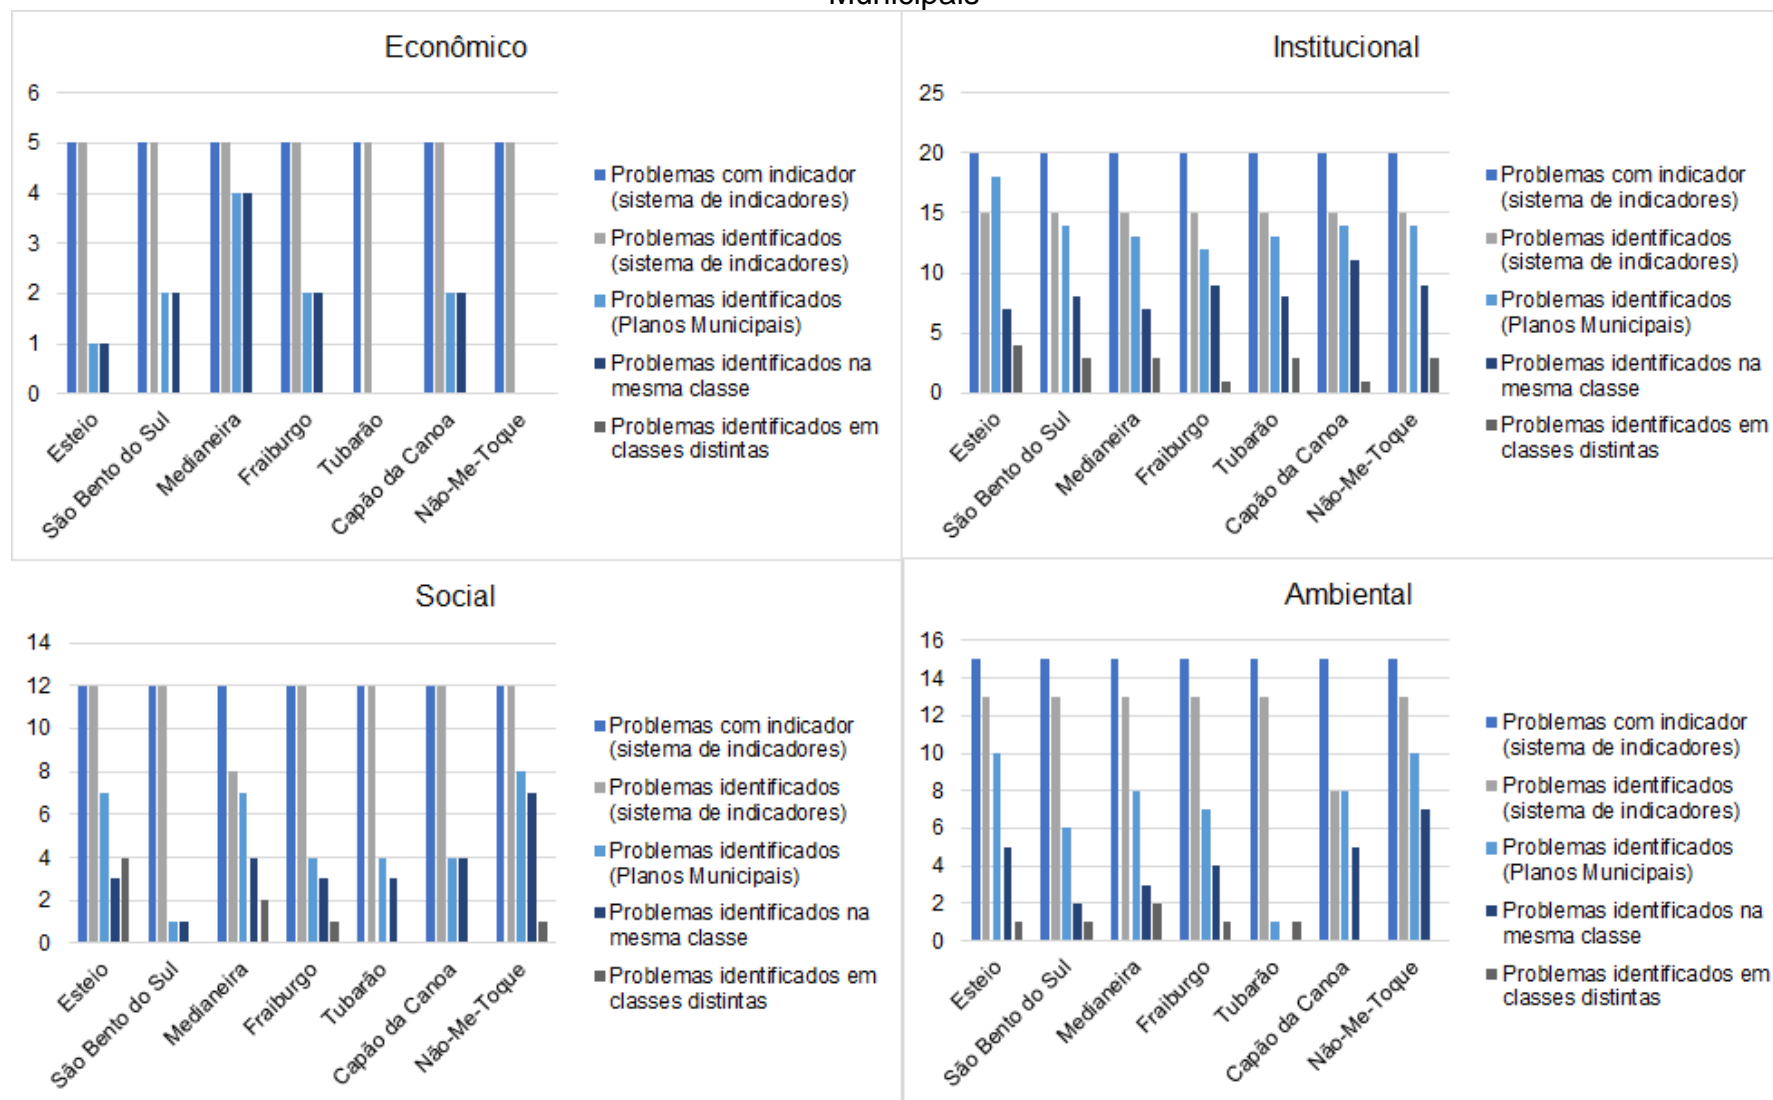 Municipais
Econômico
6
5
4
3
2
1
0
Esteio
São Bento do Sul
Medianeira
Fraiburgo
Tubarão
Capão da Canoa
Não-Me-Toque
Problemas com indicador
(sistema de indicadores)
Problemas identificados
(sistema de indicadores)
Problemas identificados
(Planos Municipais)
Problemas identificados na
mesma classe
Problemas identificados em
classes distintas
Institucional
25
20
15
10
5
0
Esteio
São Bento do Sul
Medianeira
Fraiburgo
Tubarão
Capão da Canoa
Não-Me-Toque
Problemas com indicador
(sistema de indicadores)
Problemas identificados
(sistema de indicadores)
Problemas identificados
(Planos Municipais)
Problemas identificados na
mesma classe
Problemas identificados em
classes distintas
Social
14
12
10
8
6
4
2
0
Esteio
São Bento do Sul
Medianeira
Fraiburgo
Tubarão
Capão da Canoa
Não-Me-Toque
Problemas com indicador
(sistema de indicadores)
Problemas identificados
(sistema de indicadores)
Problemas identificados
(Planos Municipais)
Problemas identificados na
mesma classe
Problemas identificados em
classes distintas
Ambiental
16
14
12
10
8
6
4
2
0
Esteio
São Bento do Sul
Medianeira
Fraiburgo
Tubarão
Capão da Canoa
Não-Me-Toque
Problemas com indicador
(sistema de indicadores)
Problemas identificados
(sistema de indicadores)
Problemas identificados
(Planos Municipais)
Problemas identificados na
mesma classe
Problemas identificados em
classes distintas